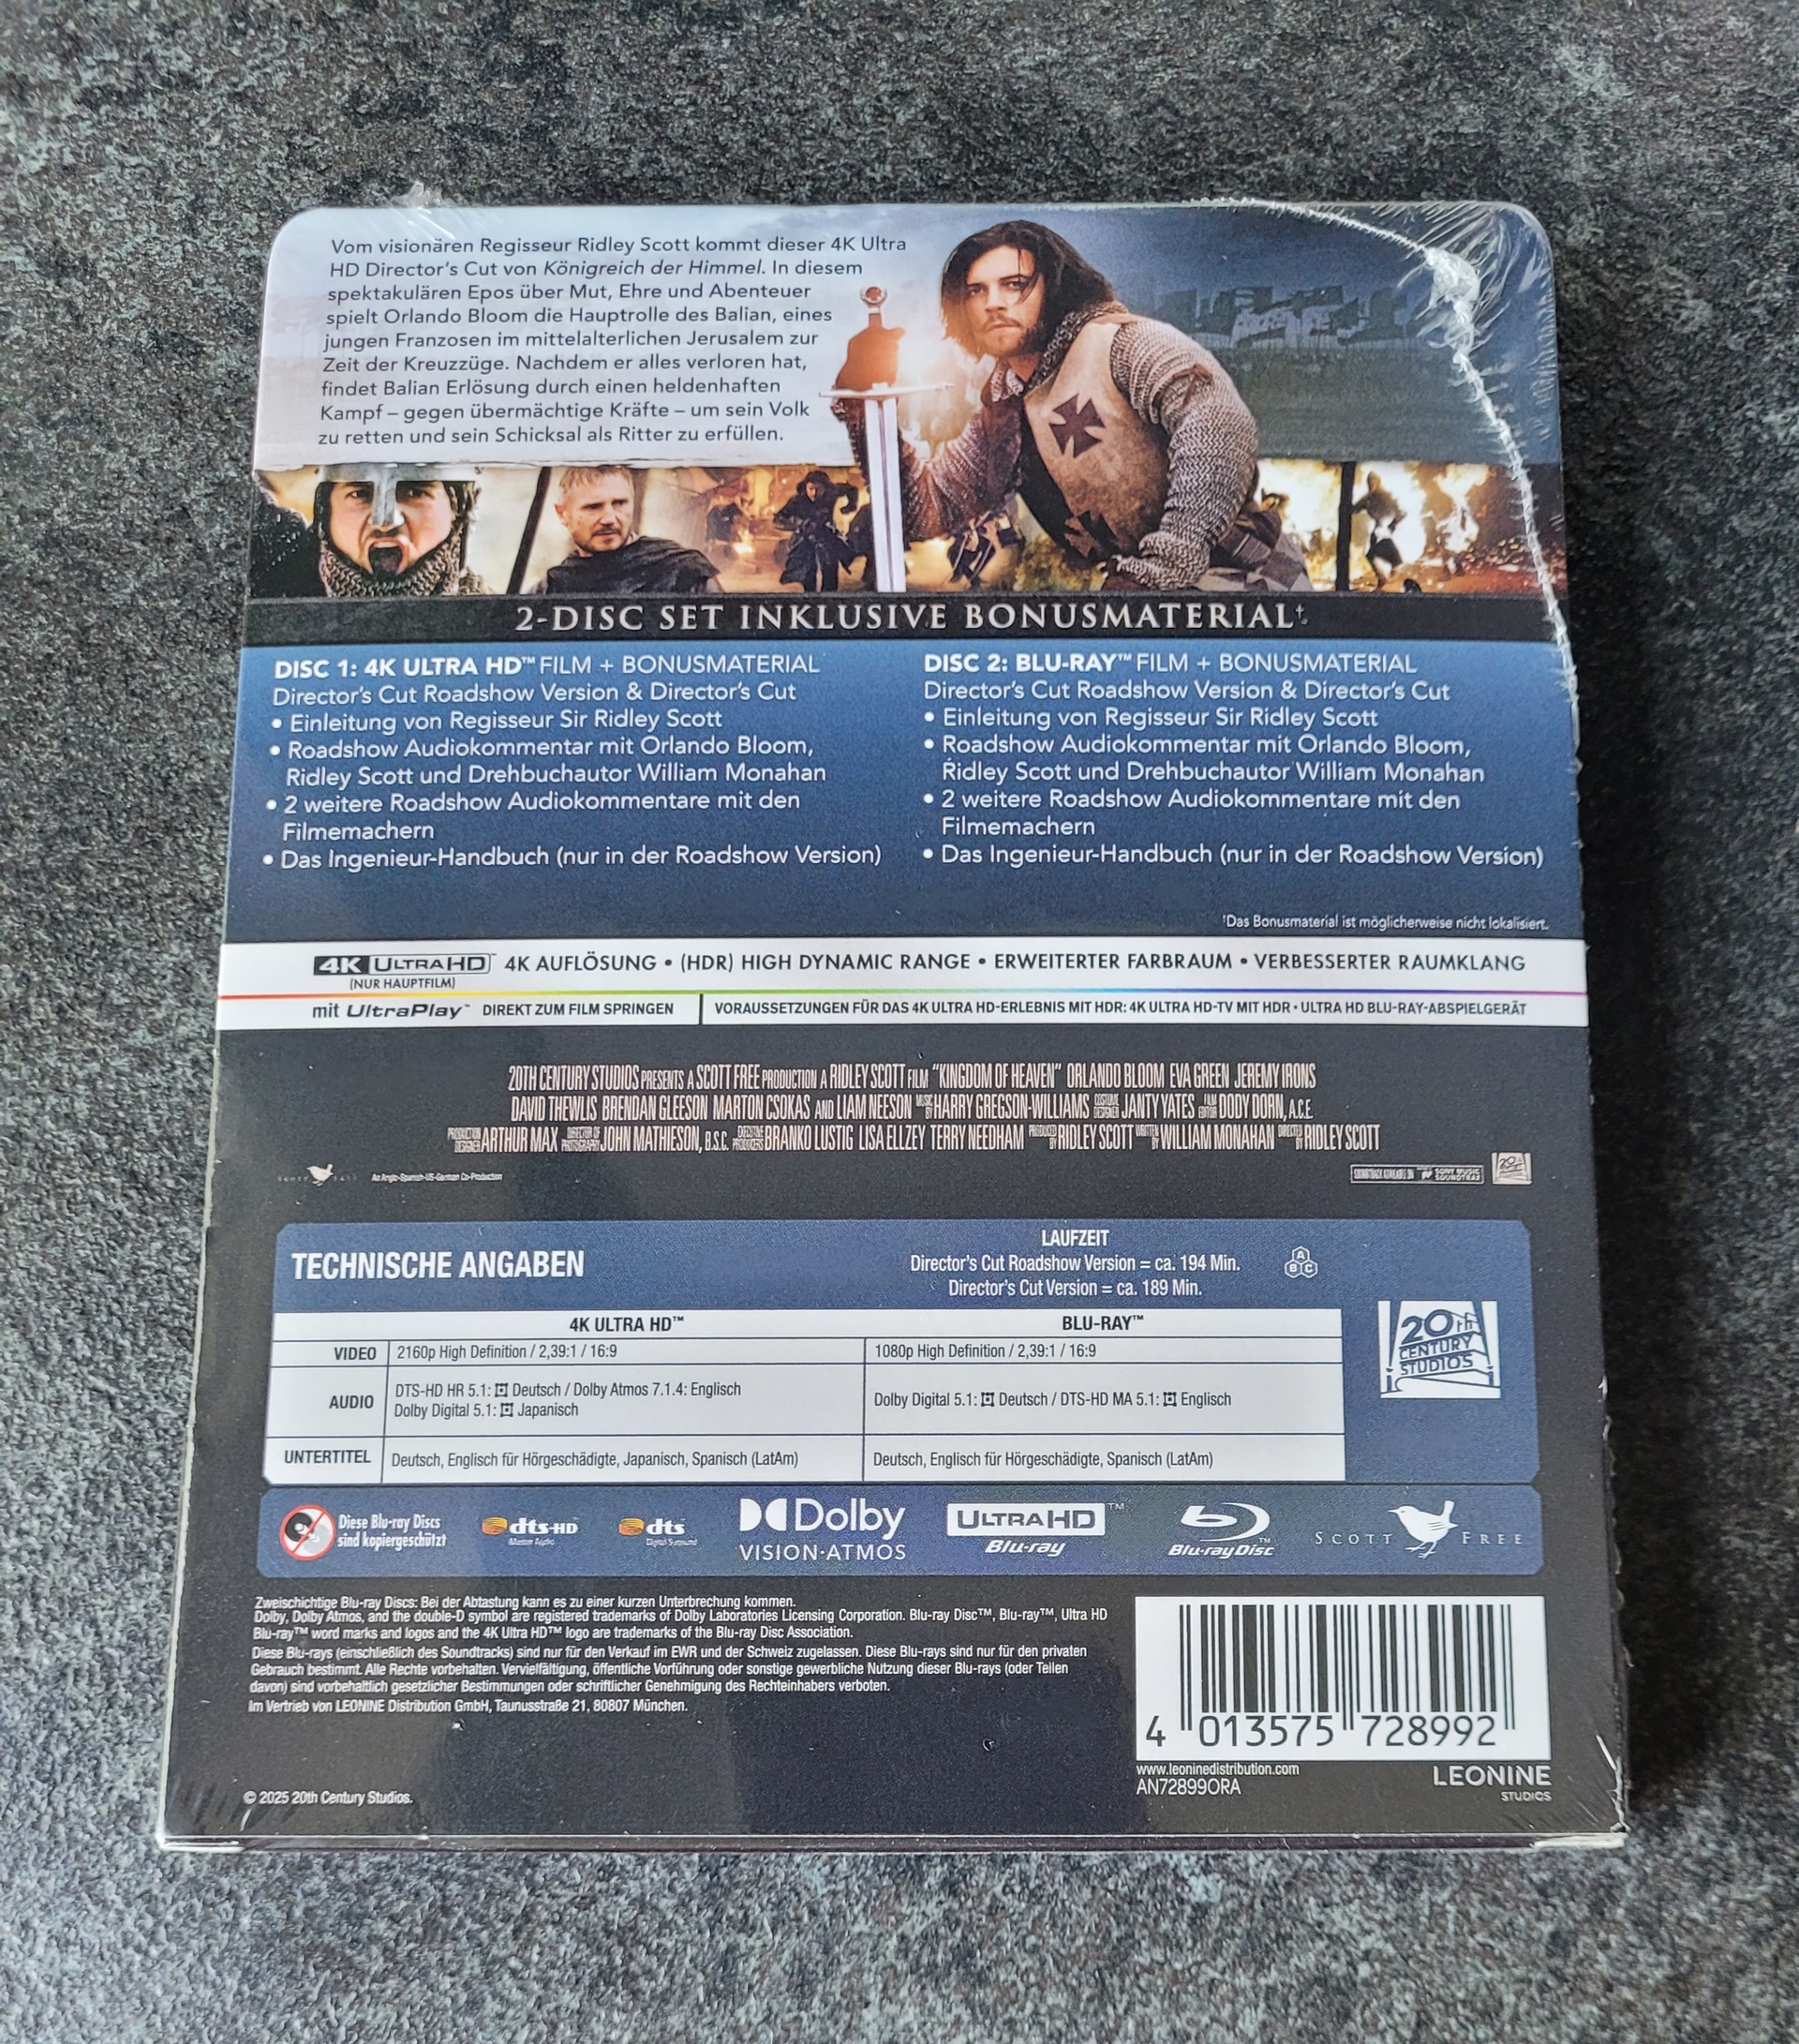 Vom visionären Regisseur Ridley Scott kommt dieser 4K Ultra
HD Director's Cut von Königreich der Himmel. In diesem
spektakulären Epos über Mut, Ehre und Abenteuer
spielt Orlando Bloom die Hauptrolle des Balian, eines
jungen Franzosen im mittelalterlichen Jerusalem zur
Zeit der Kreuzzüge. Nachdem er alles verloren hat,
findet Balian Erlösung durch einen heldenhaften
Kampf – gegen übermächtige Kräfte – um sein Volk
zu retten und sein Schicksal als Ritter zu erfüllen.
2-DISC SET INKLUSIVE BONUSMATERIAL†
DISC 1: 4K ULTRA HD™ FILM + BONUSMATERIAL
Director's Cut Roadshow Version & Director's Cut
• Einleitung von Regisseur Sir Ridley Scott
• Roadshow Audiokommentar mit Orlando Bloom,
Ridley Scott und Drehbuchautor William Monahan
• 2 weitere Roadshow Audiokommentare mit den
Filmemachern
• Das Ingenieur-Handbuch (nur in der Roadshow Version)
DISC 2: BLU-RAY™ FILM + BONUSMATERIAL
Director's Cut Roadshow Version & Director's Cut
• Einleitung von Regisseur Sir Ridley Scott
• Roadshow Audiokommentar mit Orlando Bloom,
Ridley Scott und Drehbuchautor William Monahan
• 2 weitere Roadshow Audiokommentare mit den
Filmemachern
• Das Ingenieur-Handbuch (nur in der Roadshow Version)
†Das Bonusmaterial ist möglicherweise nicht lokalisiert.
4K ULTRA HD™ 4K AUFLÖSUNG • (HDR) HIGH DYNAMIC RANGE • ERWEITERTER FARBRAUM • VERBESSERTER RAUMKLANG
(NUR HAUPTFILM)
mit UltraPlay™ DIREKT ZUM FILM SPRINGEN
VORAUSSETZUNGEN FÜR DAS 4K ULTRA HD-ERLEBNIS MIT HDR: 4K ULTRA HD-TV MIT HDR • ULTRA HD BLU-RAY-ABSPIELGERÄT
20TH CENTURY STUDIOS PRESENTS A SCOTT FREE PRODUCTION A RIDLEY SCOTT FILM "KINGDOM OF HEAVEN" ORLANDO BLOOM EVA GREEN JEREMY IRONS
DAVID THEWLIS BRENDAN GLEESON MARTON CSOKAS AND LIAM NEESON MUSIC BY HARRY GREGSON-WILLIAMS COSTUME DESIGNER JANTY YATES FILM EDITOR DODY DORN, A.C.E.
PRODUCTION DESIGNER ARTHUR MAX DIRECTOR OF PHOTOGRAPHY JOHN MATHIESON, B.S.C. EXECUTIVE PRODUCERS BRANKO LUSTIG LISA ELLZEY TERRY NEEDHAM PRODUCED BY RIDLEY SCOTT WRITTEN BY WILLIAM MONAHAN DIRECTED BY RIDLEY SCOTT
An Anglo-Spanish-US-German Co-Production
SOUNDTRACK AVAILABLE ON SONY MUSIC SOUNDTRAX
TECHNISCHE ANGABEN
LAUFZEIT
Director's Cut Roadshow Version = ca. 194 Min.
Director's Cut Version = ca. 189 Min.
A
B C
4K ULTRA HD™ BLU-RAY™
VIDEO 2160p High Definition / 2,39:1 / 16:9 1080p High Definition / 2,39:1 / 16:9
AUDIO DTS-HD HR 5.1: Deutsch / Dolby Atmos 7.1.4: Englisch
Dolby Digital 5.1: Japanisch
Dolby Digital 5.1: Deutsch / DTS-HD MA 5.1: Englisch
UNTERTITEL Deutsch, Englisch für Hörgeschädigte, Japanisch, Spanisch (LatAm) Deutsch, Englisch für Hörgeschädigte, Spanisch (LatAm)
20th
CENTURY
STUDIOS
Diese Blu-ray Discs
sind kopiergeschützt
dts-HD
Master Audio
dts
Digital Surround
Dolby
VISION·ATMOS
ULTRA HD™
Blu-ray
Blu-ray Disc™
SCOTT FREE
Zweischichtige Blu-ray Discs: Bei der Abtastung kann es zu einer kurzen Unterbrechung kommen.
Dolby, Dolby Atmos, and the double-D symbol are registered trademarks of Dolby Laboratories Licensing Corporation. Blu-ray Disc™, Blu-ray™, Ultra HD
Blu-ray™ word marks and logos and the 4K Ultra HD™ logo are trademarks of the Blu-ray Disc Association.
Diese Blu-rays (einschließlich des Soundtracks) sind nur für den Verkauf im EWR und der Schweiz zugelassen. Diese Blu-rays sind nur für den privaten
Gebrauch bestimmt. Alle Rechte vorbehalten. Vervielfältigung, öffentliche Vorführung oder sonstige gewerbliche Nutzung dieser Blu-rays (oder Teilen
davon) sind vorbehaltlich gesetzlicher Bestimmungen oder schriftlicher Genehmigung des Rechteinhabers verboten.
Im Vertrieb von LEONINE Distribution GmbH, Taunusstraße 21, 80807 München.
4 013575 728992
www.leoninedistribution.com
AN72899ORA
LEONINE
STUDIOS
© 2025 20th Century Studios.